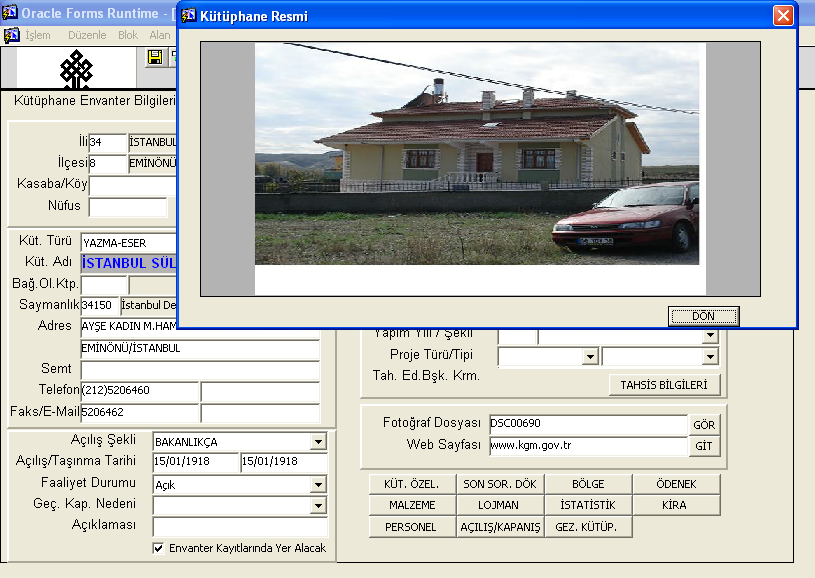 Oracle Forms Runtime - [
Kütüphane Resmi
İşlem Düzenle Blok Alan
Kütüphane Envanter Bilgileri
İli 34 İSTANBUL
İlçesi 8 EMİNÖNÜ
Kasaba/Köy
Nüfus
Küt. Türü YAZMA-ESER
Küt. Adı İSTANBUL SÜL
Bağ.Ol.Ktp.
Saymanlık 34150 İstanbul De
DÖN
Adres AYŞE KADIN M.HAM
EMİNÖNÜ/İSTANBUL
Semt
Telefon (212)5206460
Faks/E-Mail 5206462
Yapım Yılı / Şekli
Proje Türü/Tipi
Tah. Ed.Bşk. Krm.
TAHSİS BİLGİLERİ
Fotoğraf Dosyası DSC00690 GÖR
Web Sayfası www.kgm.gov.tr GİT
Açılış Şekli BAKANLIKÇA
Açılış/Taşınma Tarihi 15/01/1918 15/01/1918
Faaliyet Durumu Açık
Geç. Kap. Nedeni
Açıklaması
Envanter Kayıtlarında Yer Alacak
KÜT. ÖZEL. SON SOR. DÖK BÖLGE ÖDENEK
MALZEME LOJMAN İSTATİSTİK KİRA
PERSONEL AÇILIŞ/KAPANIŞ GEZ. KÜTÜP.